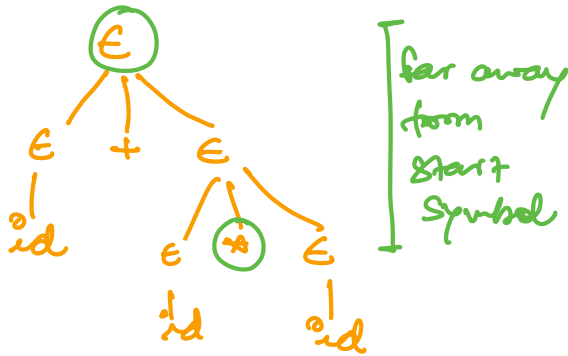 E
far away
E + E
from
start
id
E * E
symbol
id
id